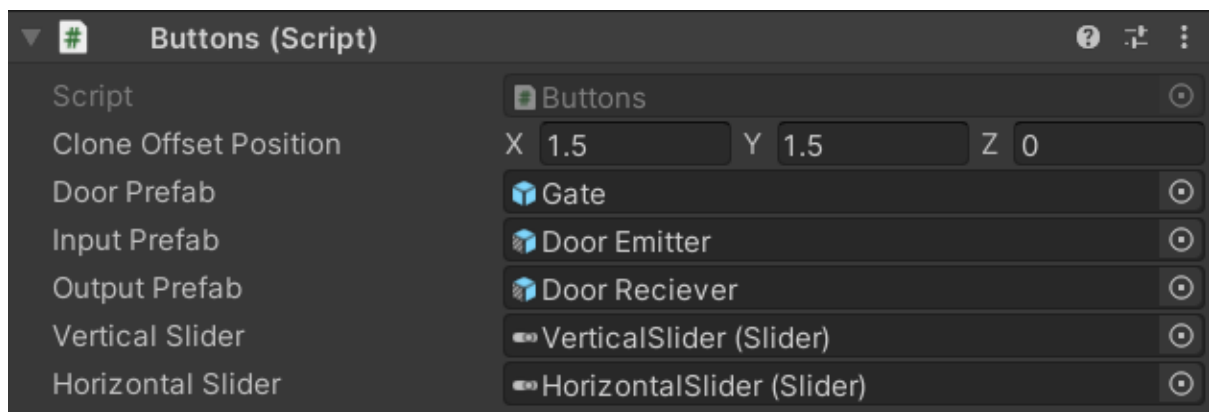 # Buttons (Script)
Script # Buttons
Clone Offset Position X 1.5 Y 1.5 Z 0
Door Prefab Gate
Input Prefab Door Emitter
Output Prefab Door Reciever
Vertical Slider VerticalSlider (Slider)
Horizontal Slider HorizontalSlider (Slider)